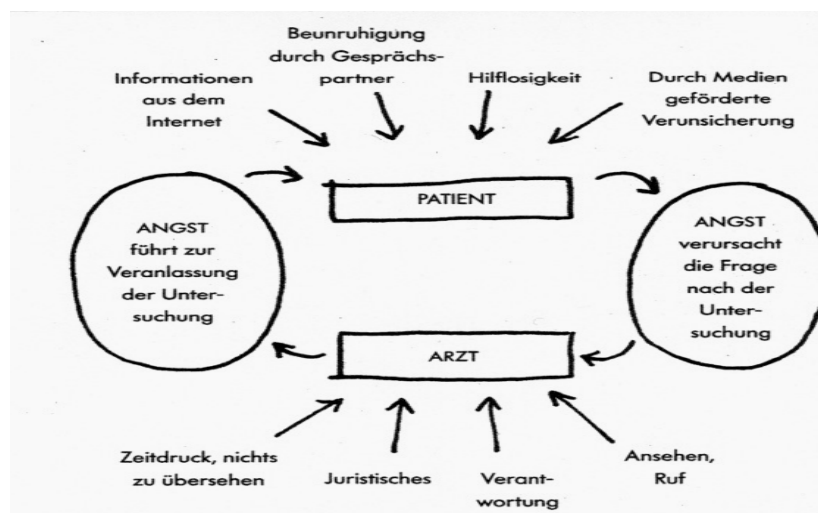 Informationen
aus dem
Internet
Beunruhigung
durch Gesprächs-
partner
Hilflosigkeit
Durch Medien
geförderte
Verunsicherung
PATIENT
ANGST
führt zur
Veranlassung
der Unter-
suchung
ANGST
verursacht
die Frage
nach der
Unter-
suchung
ARZT
Zeitdruck, nichts
zu übersehen
Juristisches
Verant-
wortung
Ansehen,
Ruf